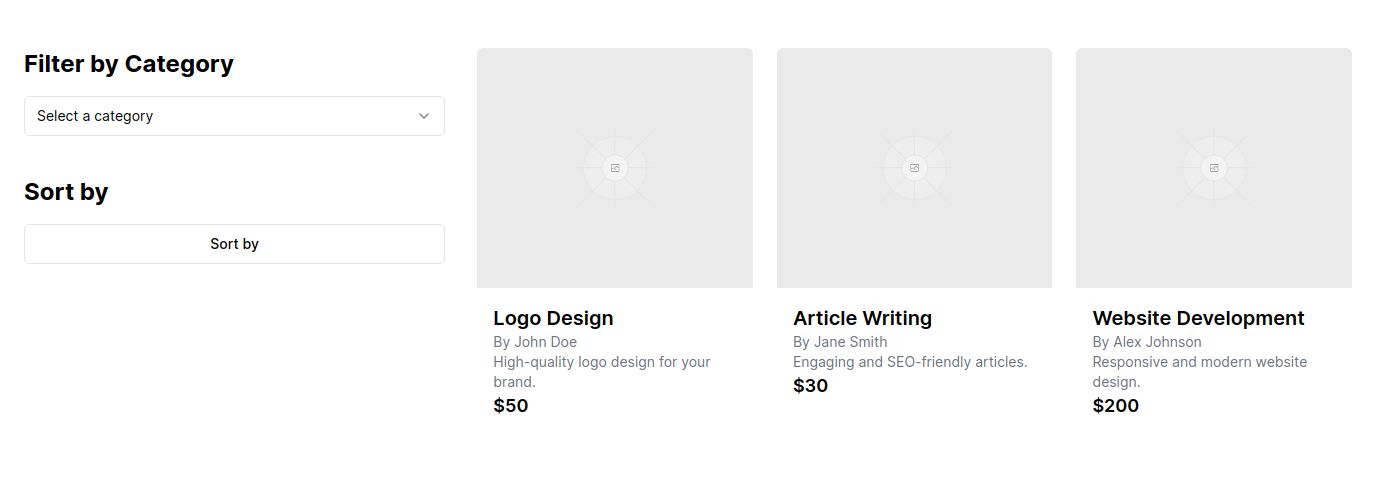 Filter by Category
Select a category
Sort by
Sort by
Logo Design
By John Doe
High-quality logo design for your
brand.
$50
Article Writing
By Jane Smith
Engaging and SEO-friendly articles.
$30
Website Development
By Alex Johnson
Responsive and modern website
design.
$200